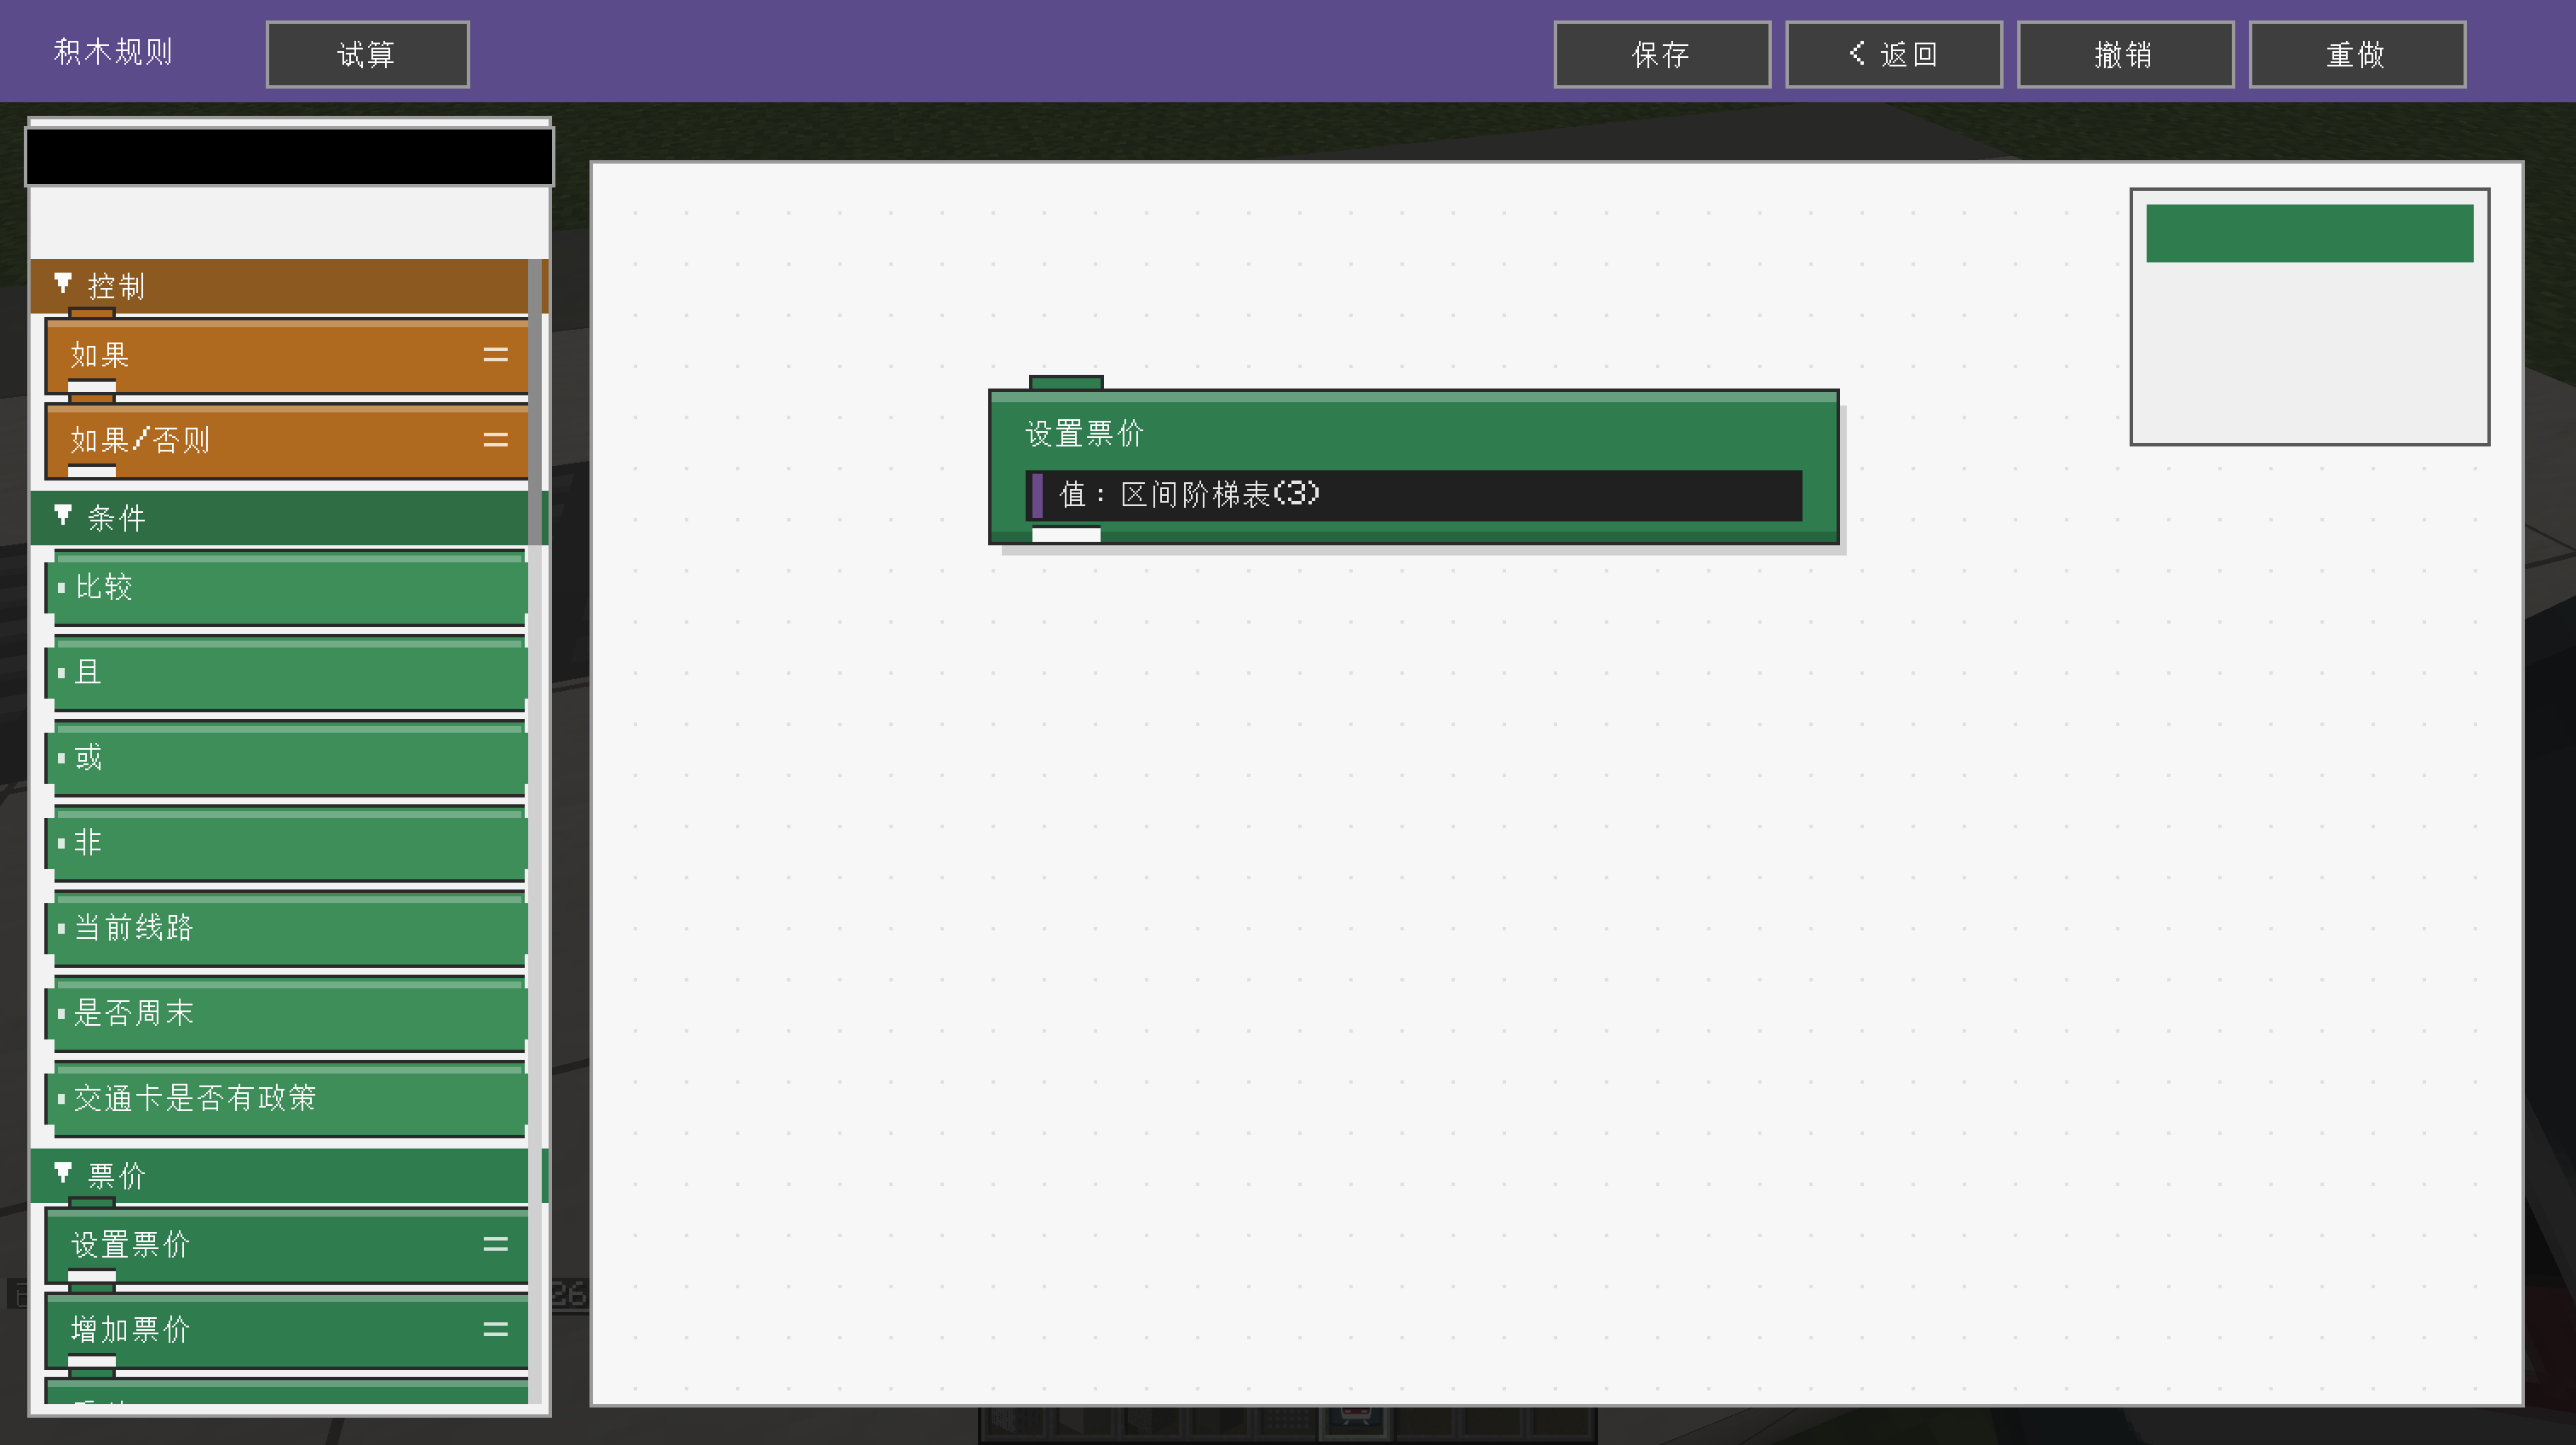 积木规则
试算
保存
< 返回
撤销
重做
▼ 控制
如果
如果/否则
▼ 条件
比较
且
或
非
当前线路
是否周末
交通卡是否有政策
▼ 票价
设置票价
增加票价
设置票价
值：区间阶梯表(3)
26